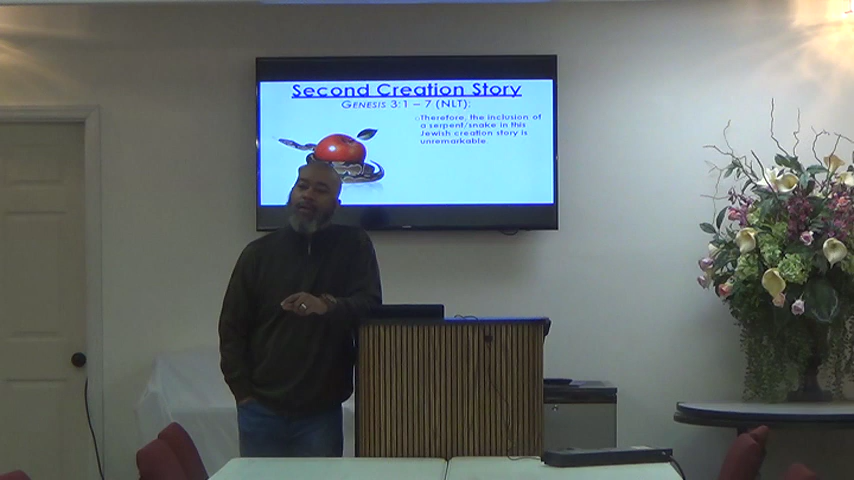 Second Creation Story
Genesis 3:1 – 7 (NLT);
Therefore, the inclusion of
a serpent/snake in this
Jewish creation story is
unremarkable.